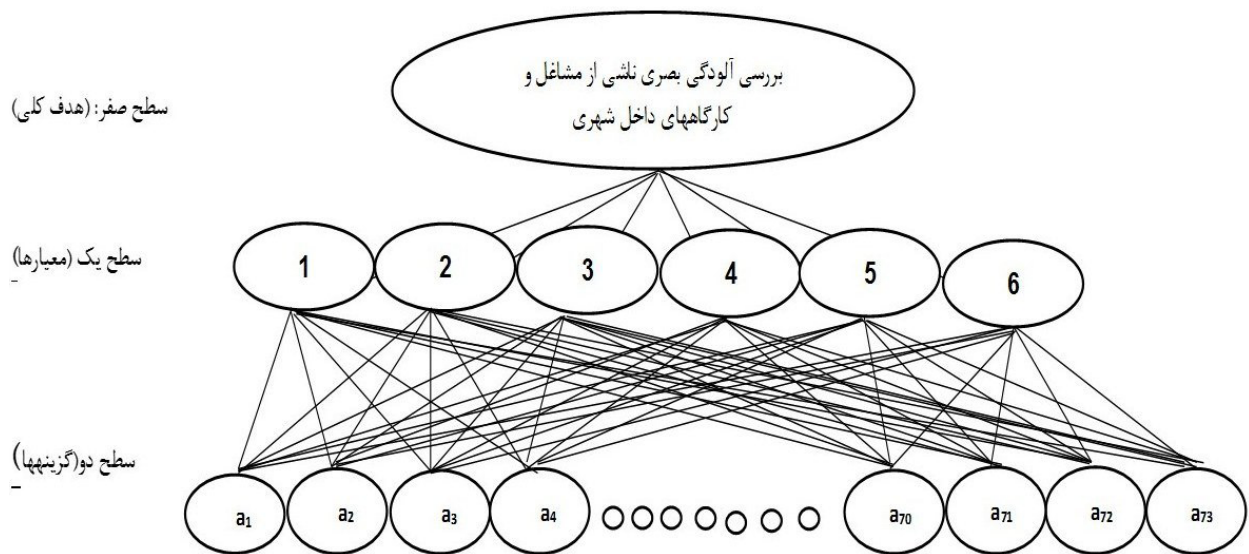 بررسی آلودگی بصری ناشی از مشاغل و
کارگاههای داخل شهری
سطح صفر: (هدف کلی)
سطح یک (معیارها)
1 2 3 4 5 6
سطح دو(گزینهها)
a₁ a₂ a₃ a₄ a₇₀ a₇₁ a₇₂ a₇₃